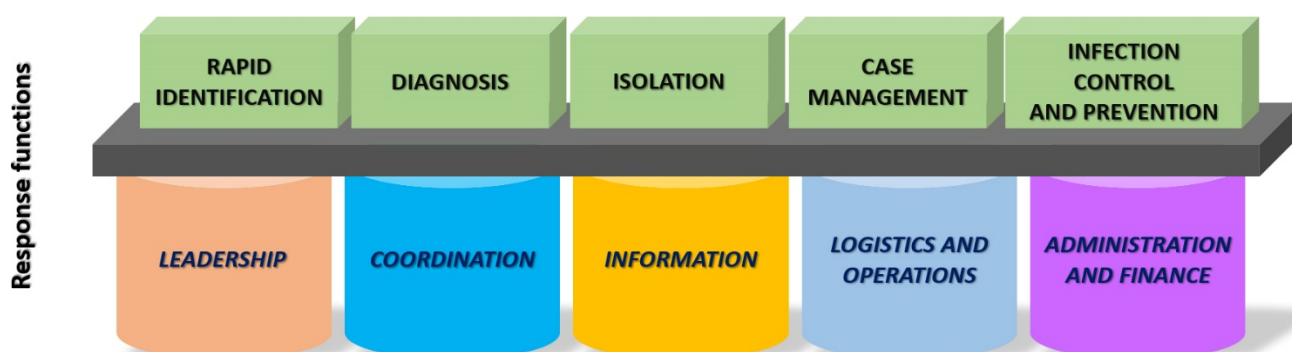 Response functions
RAPID
IDENTIFICATION
DIAGNOSIS
ISOLATION
CASE
MANAGEMENT
INFECTION
CONTROL
AND PREVENTION
LEADERSHIP
COORDINATION
INFORMATION
LOGISTICS AND
OPERATIONS
ADMINISTRATION
AND FINANCE